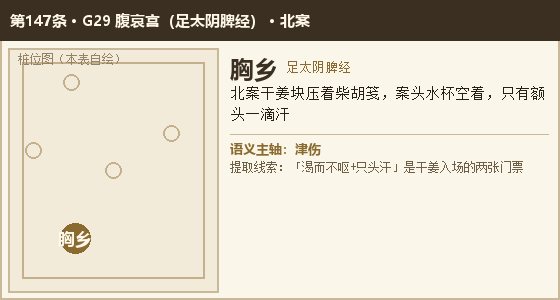 第147条・G29 腹哀宫（足太阴脾经）・北案
桩位图（本表自绘）
胸乡
胸乡 足太阴脾经
北案干姜块压着柴胡笺，案头水杯空着，只有额
头一滴汗
语义主轴：津伤
提取线索：「渴而不呕+只头汗」是干姜入场的两张门票